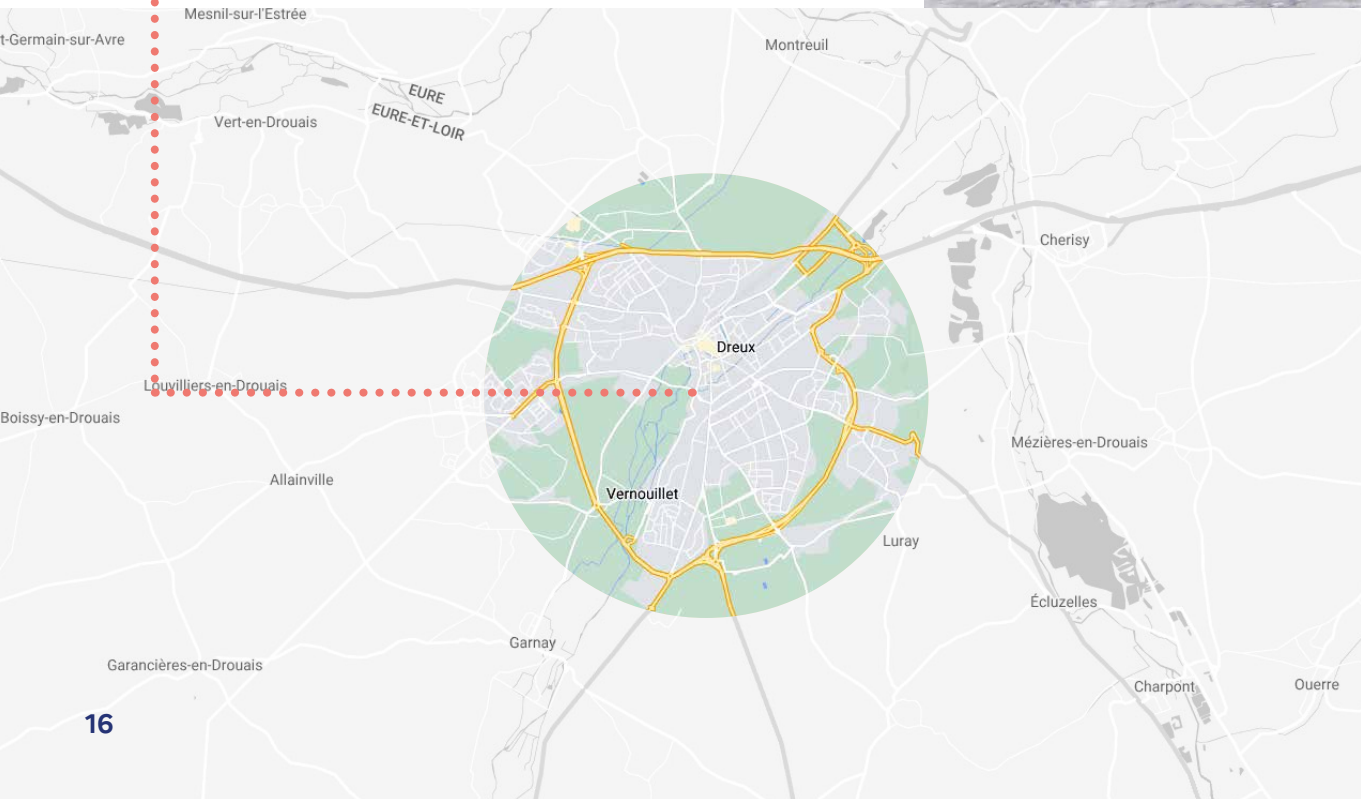 Mesnil-sur-l'Estrée
t-Germain-sur-Avre
Montreuil
EURE
EURE-ET-LOIR
Vert-en-Drouais
Cherisy
Dreux
Louvilliers-en-Drouais
Boissy-en-Drouais
Mézières-en-Drouais
Allainville
Vernouillet
Luray
Écluzelles
Garnay
Garancières-en-Drouais
Charpont
Ouerre
16